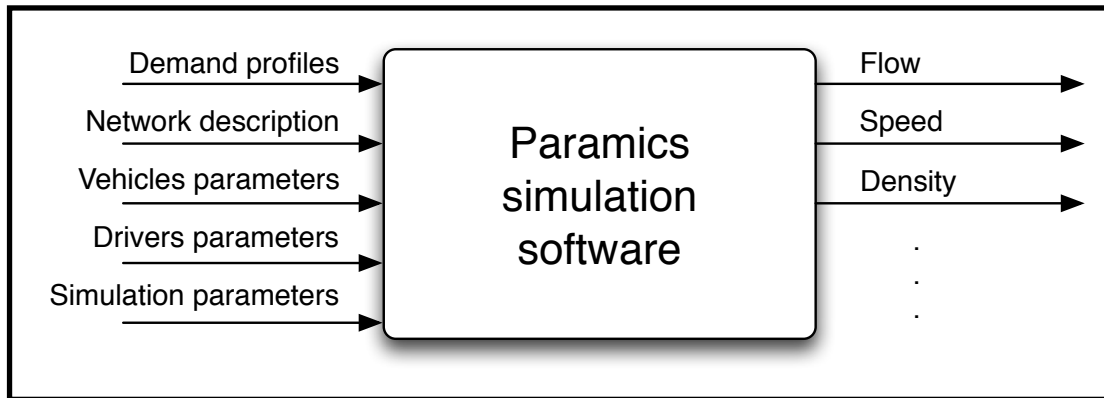 Demand profiles
Network description
Vehicles parameters
Drivers parameters
Simulation parameters
Paramics
simulation
software
Flow
Speed
Density
.
.
.